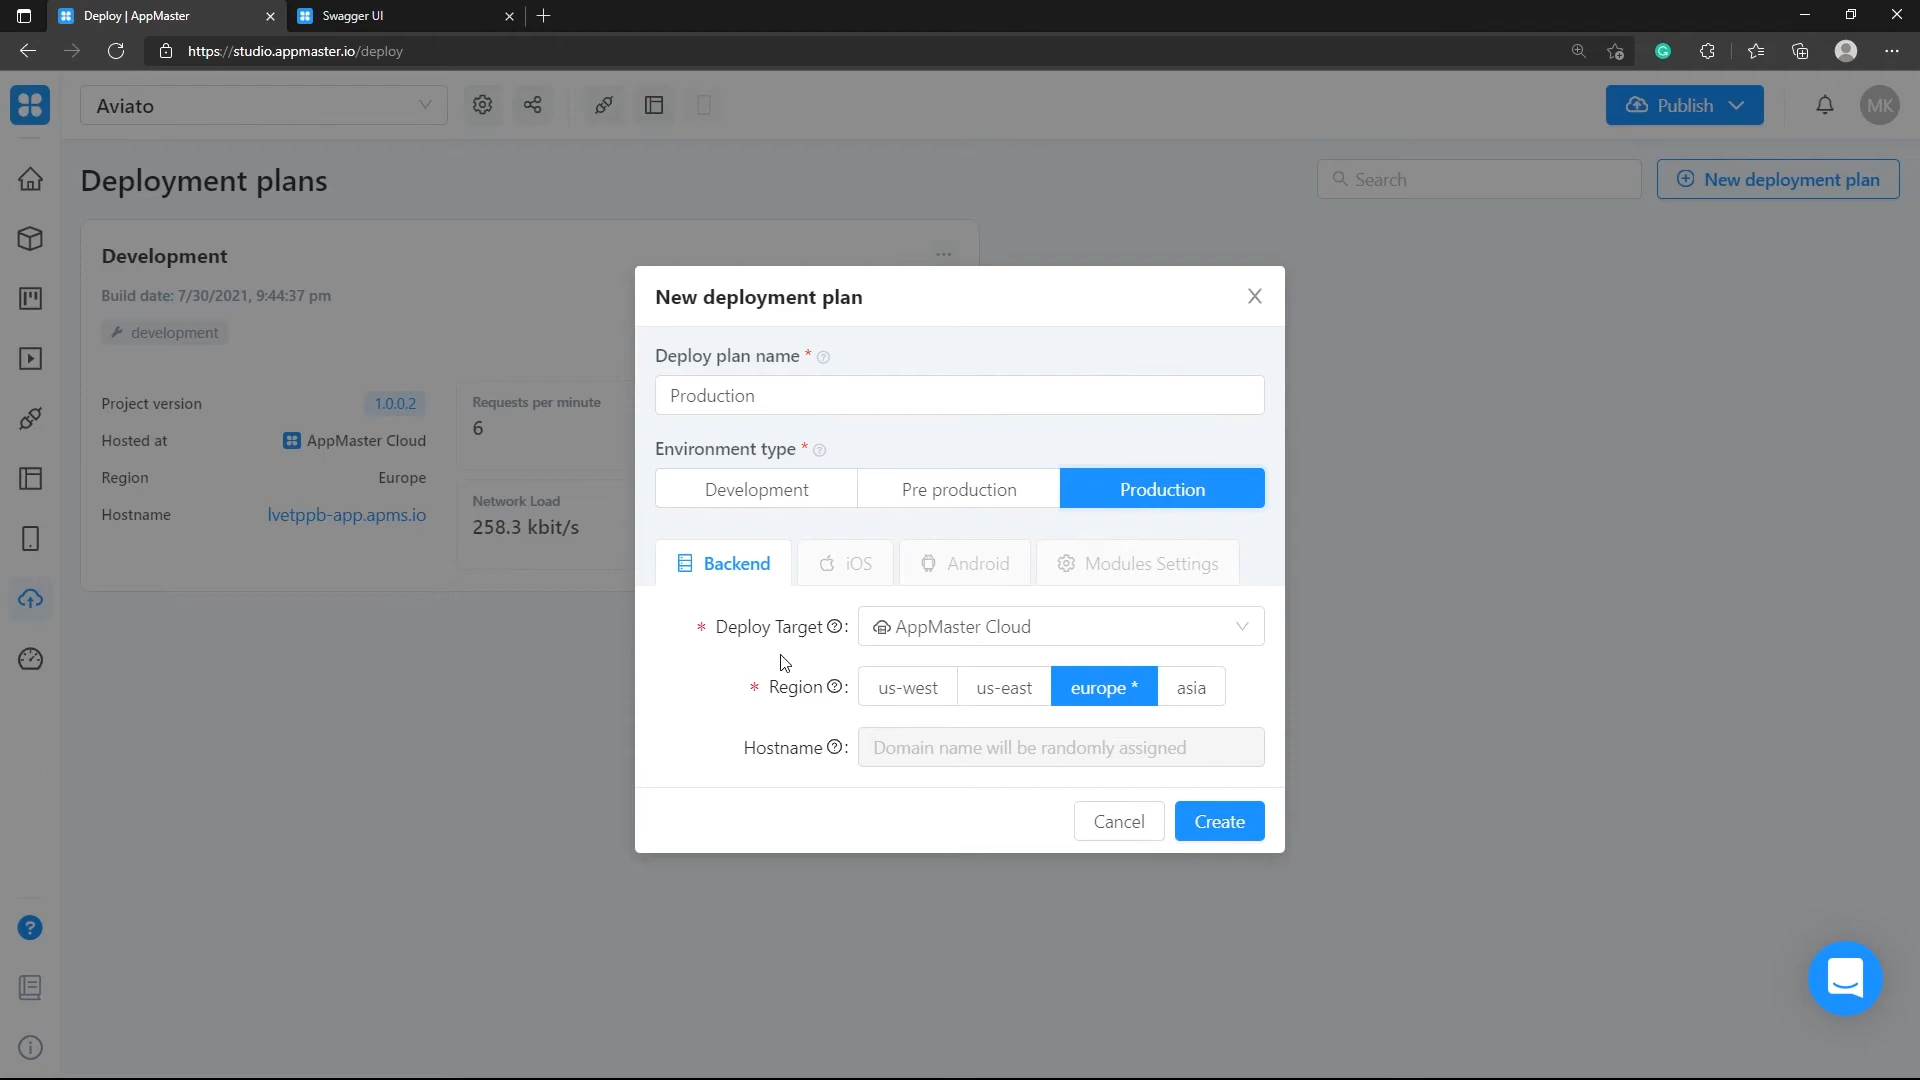 Deploy | AppMaster
Swagger UI
https://studio.appmaster.io/deploy
Aviato
Publish
MK
Deployment plans
Search
New deployment plan
Development
...
Build date: 7/30/2021, 9:44:37 pm
development
Project version 1.0.0.2
Hosted at AppMaster Cloud
Region Europe
Hostname lvetppb-app.apms.io
Requests per minute
6
Network Load
258.3 kbit/s
New deployment plan
Deploy plan name * ?
Production
Environment type * ?
Development Pre production Production
Backend iOS Android Modules Settings
* Deploy Target ? : AppMaster Cloud
* Region ? : us-west us-east europe * asia
Hostname ? : Domain name will be randomly assigned
Cancel Create
?